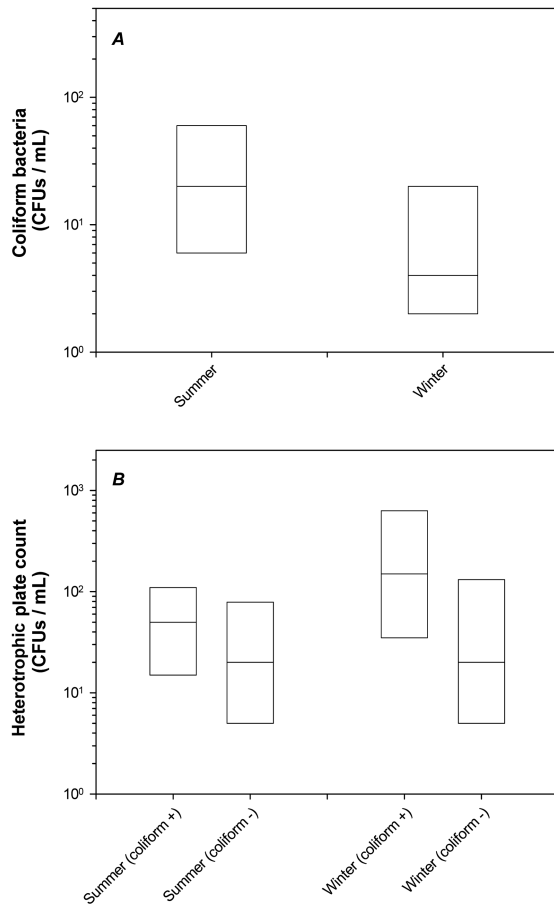 A
Coliform bacteria
(CFUs / mL)
10²
10¹
10⁰
Summer
Winter
B
Heterotrophic plate count
(CFUs / mL)
10³
10²
10¹
10⁰
Summer (coliform +)
Summer (coliform -)
Winter (coliform +)
Winter (coliform -)